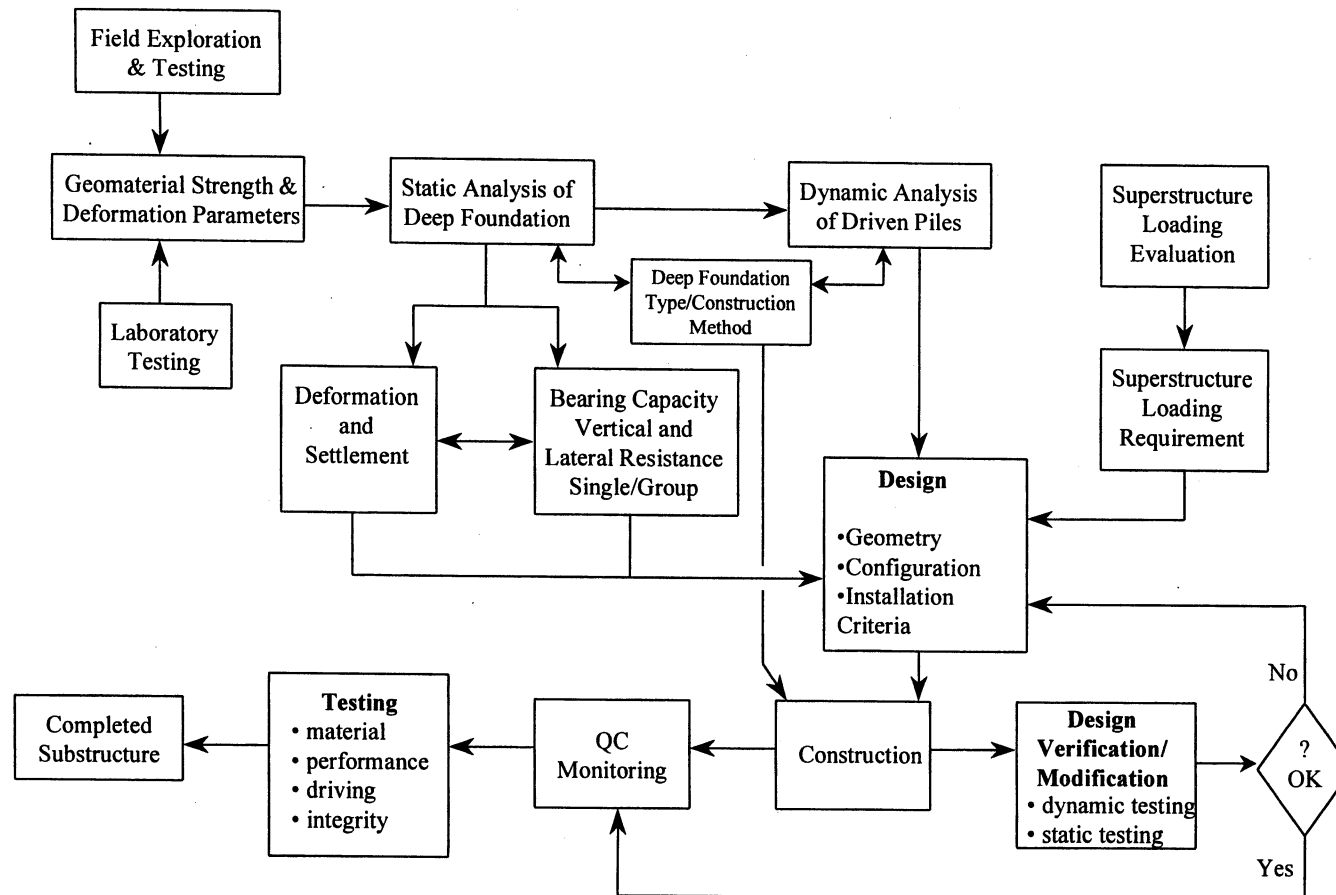 Field Exploration
& Testing
Geomaterial Strength &
Deformation Parameters
Laboratory
Testing
Static Analysis of
Deep Foundation
Dynamic Analysis
of Driven Piles
Deep Foundation
Type/Construction
Method
Superstructure
Loading
Evaluation
Superstructure
Loading
Requirement
Deformation
and
Settlement
Bearing Capacity
Vertical and
Lateral Resistance
Single/Group
Design
•Geometry
•Configuration
•Installation
Criteria
No
Completed
Substructure
Testing
• material
• performance
• driving
• integrity
QC
Monitoring
Construction
Design
Verification/
Modification
• dynamic testing
• static testing
?
OK
Yes